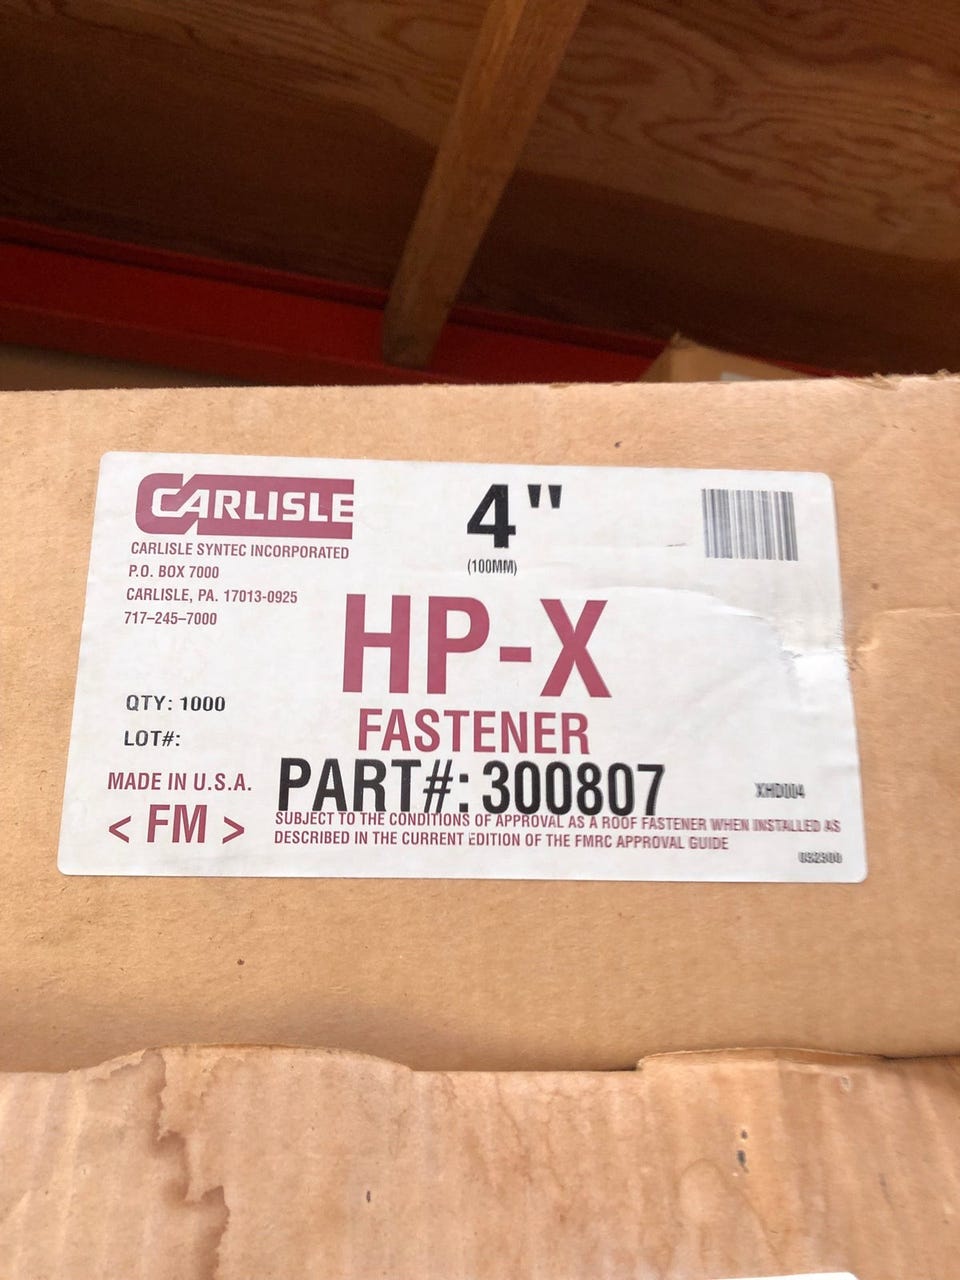 CARLISLE
CARLISLE SYNTEC INCORPORATED
P.O. BOX 7000
CARLISLE, PA. 17013-0925
717-245-7000
4"
(100MM)
HP-X
FASTENER
QTY: 1000
LOT#:
PART#: 300807
MADE IN U.S.A.
< FM >
XHD004
SUBJECT TO THE CONDITIONS OF APPROVAL AS A ROOF FASTENER WHEN INSTALLED AS
DESCRIBED IN THE CURRENT EDITION OF THE FMRC APPROVAL GUIDE